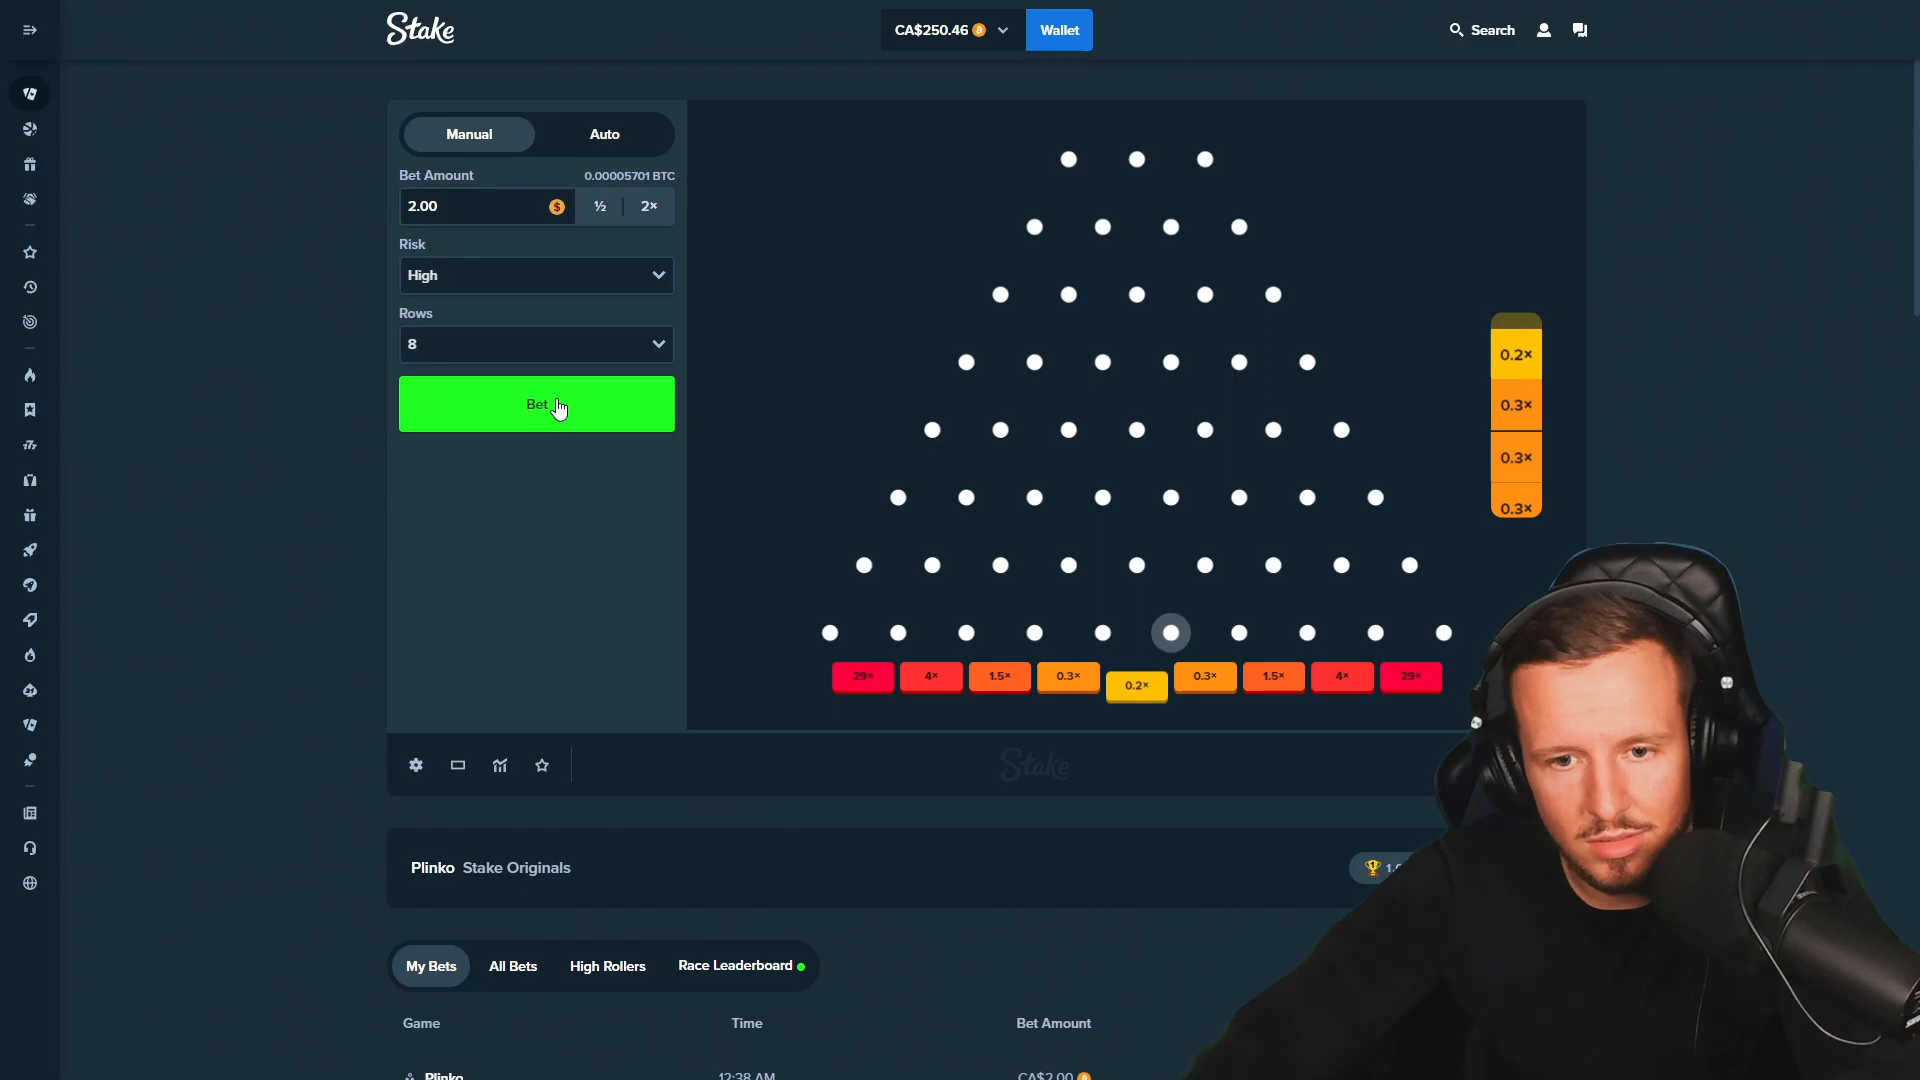 Stake
CA$250.46
Wallet
Search
Manual
Auto
Bet Amount
0.00005701 BTC
2.00
½
2×
Risk
High
Rows
8
Bet
0.2×
0.3×
0.3×
0.3×
29×
4×
1.5×
0.3×
0.2×
0.3×
1.5×
4×
29×
Stake
Plinko Stake Originals
My Bets
All Bets
High Rollers
Race Leaderboard
Game
Time
Bet Amount
Plinko
12:38 AM
CA$2.00